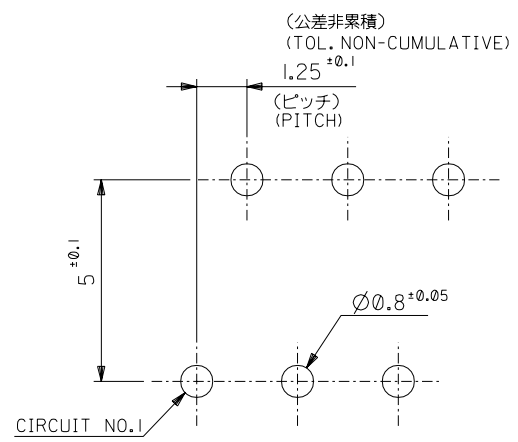 (公差非累積)
(TOL. NON-CUMULATIVE)
1.25 ±0.1
(ピッチ)
(PITCH)
5 ±0.1
Ø0.8 ±0.05
CIRCUIT NO.1